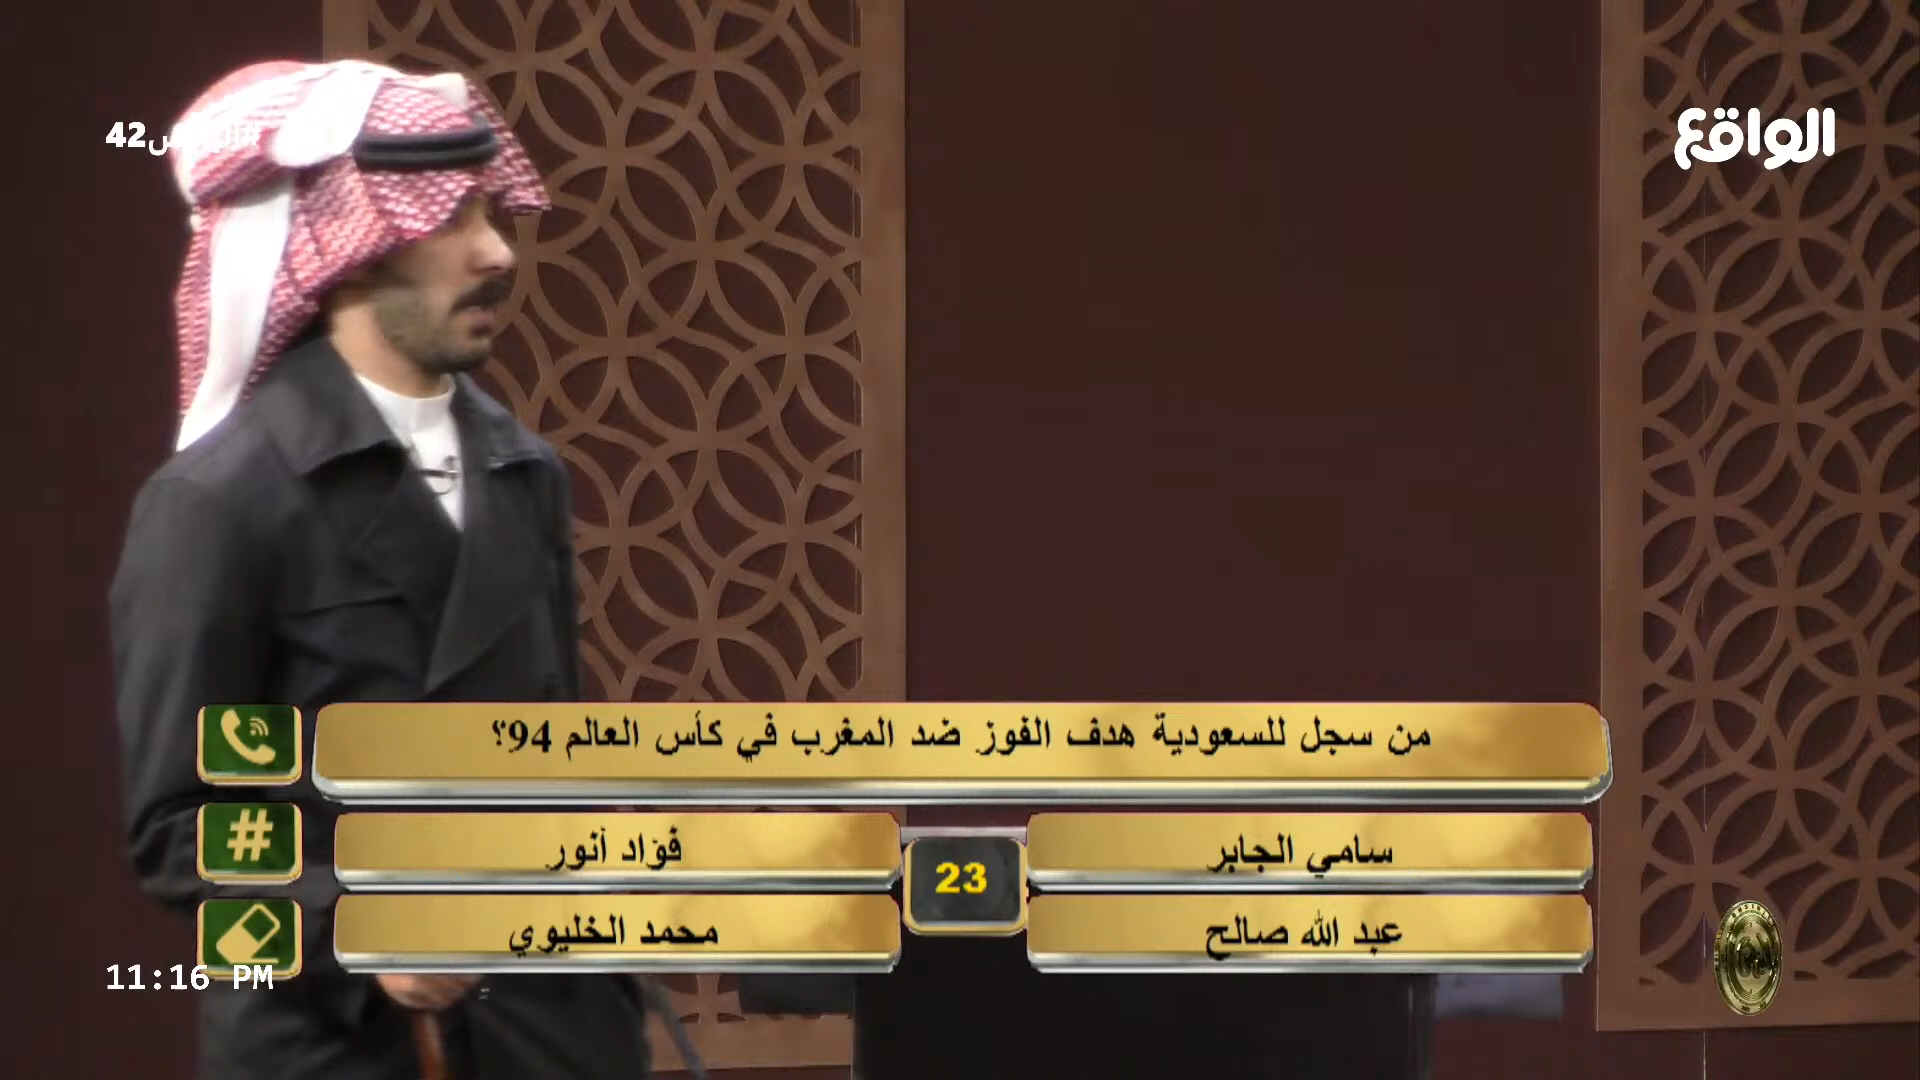 42
الواقع
من سجل للسعودية هدف الفوز ضد المغرب في كأس العالم 94؟
سامي الجابر
فؤاد أنور
#
23
عبد الله صالح
محمد الخليوي
11:16 PM